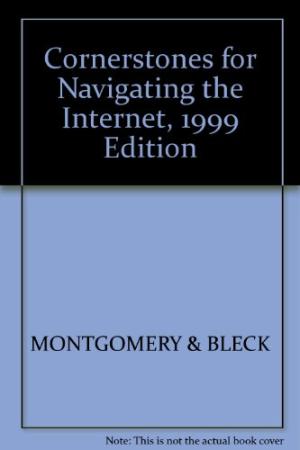 Cornerstones for
Navigating the
Internet, 1999
Edition
MONTGOMERY & BLECK
Note: This is not the actual book cover